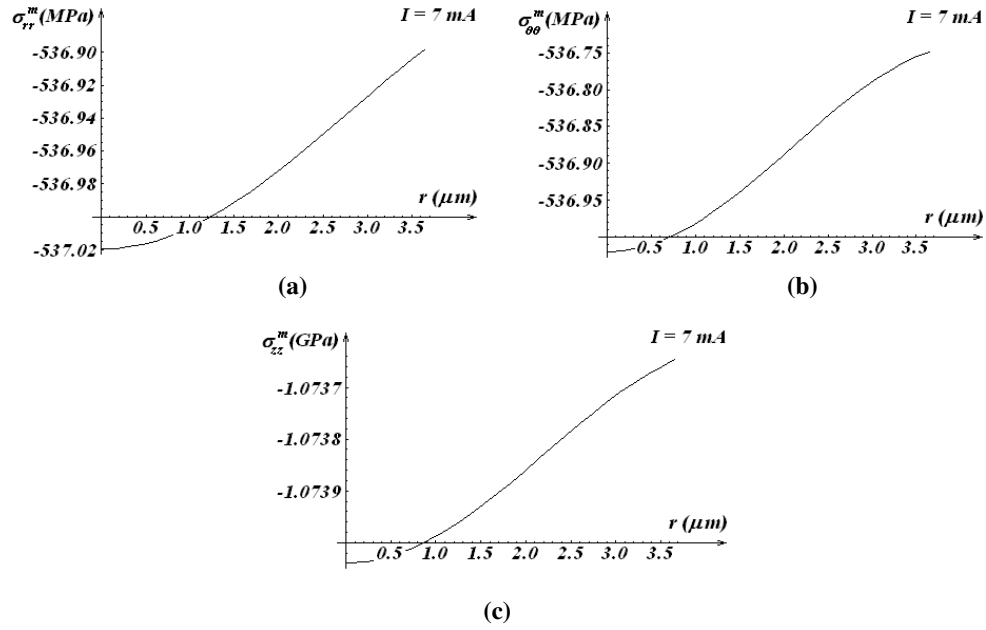 σ_rr^m (MPa)
I = 7 mA
-536.90
-536.92
-536.94
-536.96
-536.98
-537.02
r (μm)
0.5 1.0 1.5 2.0 2.5 3.0 3.5
(a)
σ_θθ^m (MPa)
I = 7 mA
-536.75
-536.80
-536.85
-536.90
-536.95
r (μm)
0.5 1.0 1.5 2.0 2.5 3.0 3.5
(b)
σ_zz^m (GPa)
I = 7 mA
-1.0737
-1.0738
-1.0739
r (μm)
0.5 1.0 1.5 2.0 2.5 3.0 3.5
(c)